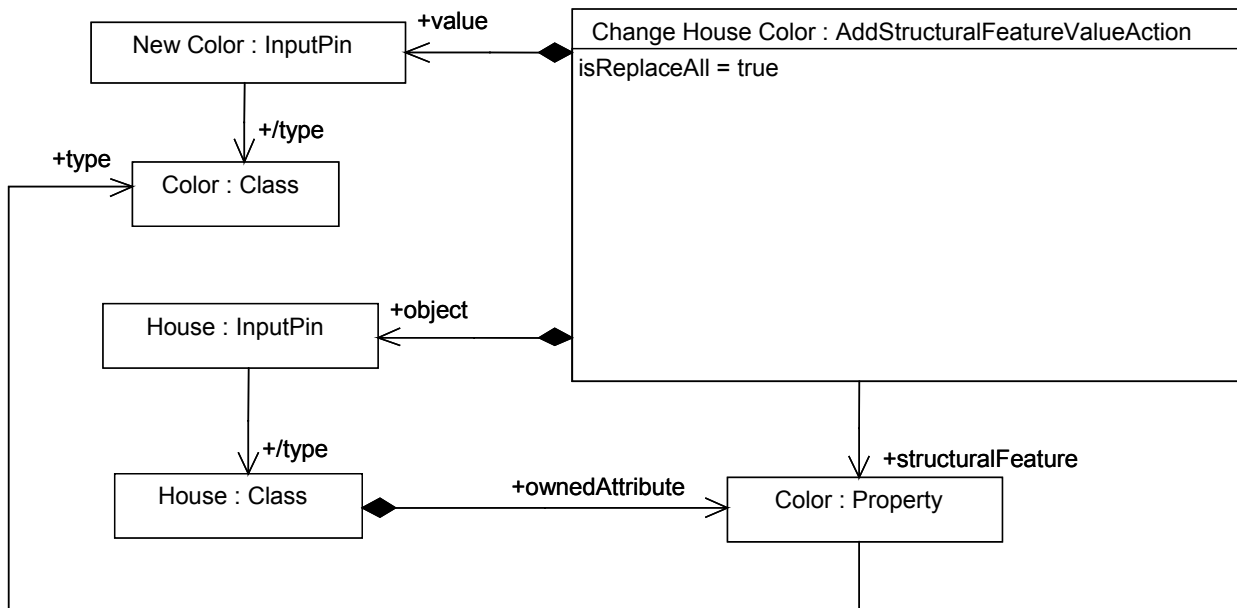 +value
New Color : InputPin
Change House Color : AddStructuralFeatureValueAction
isReplaceAll = true
+/type
+type
Color : Class
+object
House : InputPin
+/type
+structuralFeature
House : Class
+ownedAttribute
Color : Property